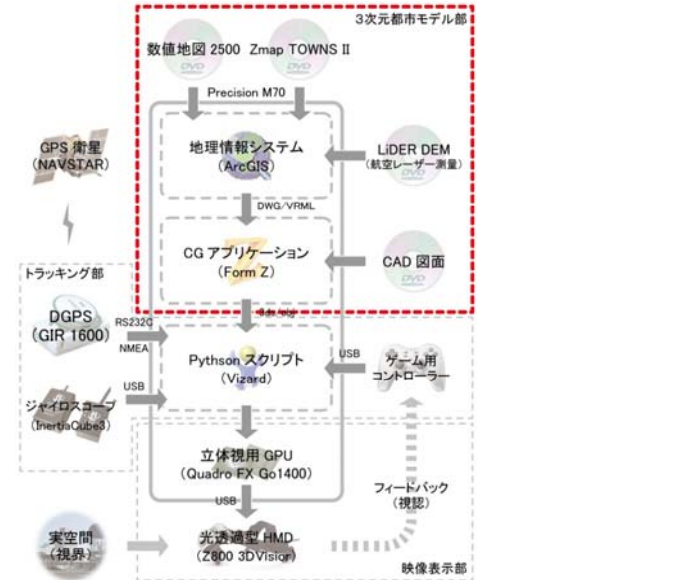 3次元都市モデル部
数値地図 2500 Zmap TOWNS II
Precision M70
地理情報システム
(ArcGIS)
GPS 衛星
(NAVSTAR)
LiDER DEM
(航空レーザー測量)
DWG/VRML
CG アプリケーション
(Form Z)
CAD 図面
トラッキング部
3ds/obj
DGPS
(GIR 1600)
RS232C
NMEA
Pythson スクリプト
(Vizard)
USB
ゲーム用
コントローラー
USB
ジャイロスコープ
(InertiaCube3)
立体視用 GPU
(Quadro FX Go1400)
フィードバック
(視認)
USB
実空間
(視界)
光透過型 HMD
(Z800 3DVisior)
映像表示部